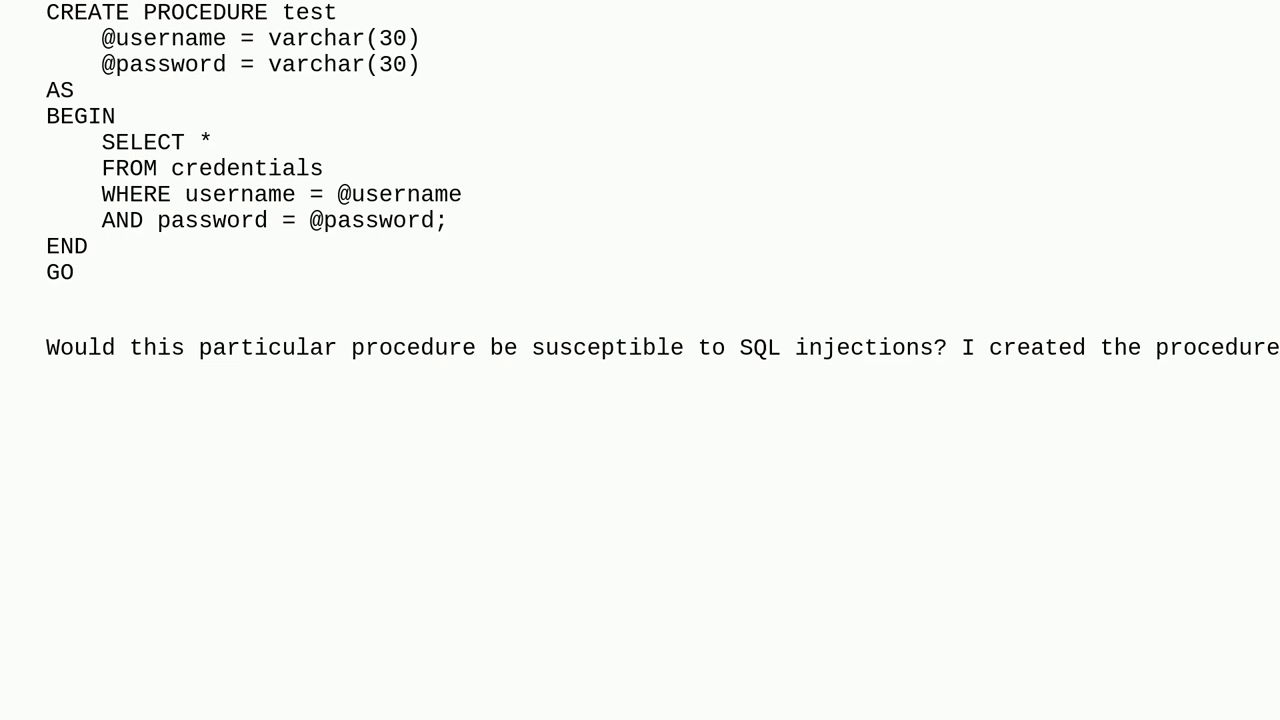 CREATE PROCEDURE test
    @username = varchar(30)
    @password = varchar(30)
AS
BEGIN
    SELECT *
    FROM credentials
    WHERE username = @username
    AND password = @password;
END
GO
Would this particular procedure be susceptible to SQL injections? I created the procedure